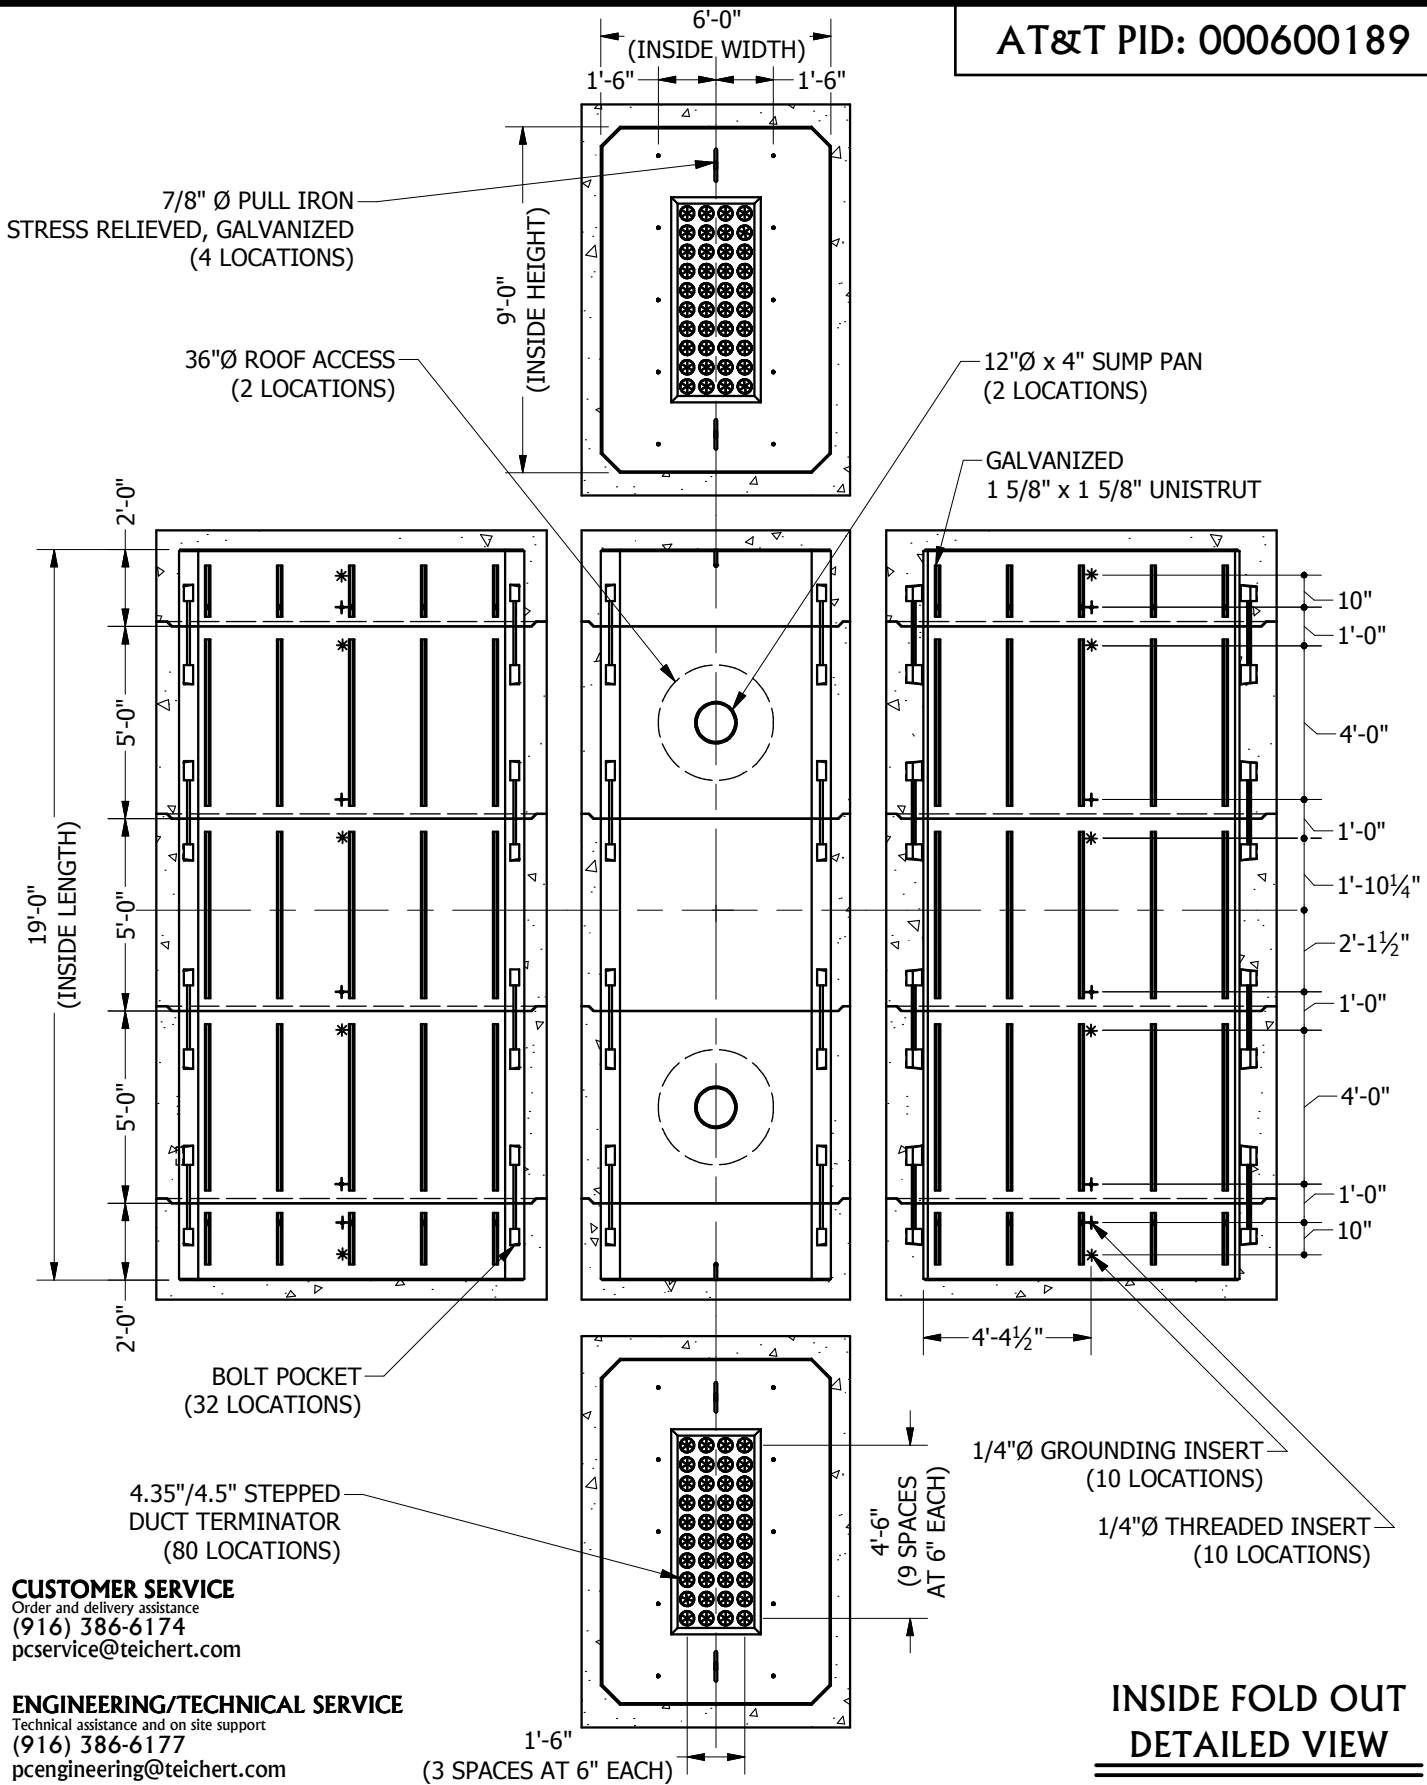 AT&T PID: 000600189
6'-0"
(INSIDE WIDTH)
1'-6"
1'-6"
9'-0"
(INSIDE HEIGHT)
7/8" Ø PULL IRON
STRESS RELIEVED, GALVANIZED
(4 LOCATIONS)
36"Ø ROOF ACCESS
(2 LOCATIONS)
12"Ø x 4" SUMP PAN
(2 LOCATIONS)
GALVANIZED
1 5/8" x 1 5/8" UNISTRUT
2'-0"
5'-0"
5'-0"
5'-0"
2'-0"
19'-0"
(INSIDE LENGTH)
10"
1'-0"
4'-0"
1'-0"
1'-10¼"
2'-1½"
1'-0"
4'-0"
1'-0"
10"
4'-4½"
BOLT POCKET
(32 LOCATIONS)
4.35"/4.5" STEPPED
DUCT TERMINATOR
(80 LOCATIONS)
1/4"Ø GROUNDING INSERT
(10 LOCATIONS)
1/4"Ø THREADED INSERT
(10 LOCATIONS)
4'-6"
(9 SPACES
AT 6" EACH)
1'-6"
(3 SPACES AT 6" EACH)
CUSTOMER SERVICE
Order and delivery assistance
(916) 386-6174
pcservice@teichert.com
ENGINEERING/TECHNICAL SERVICE
Technical assistance and on site support
(916) 386-6177
pcengineering@teichert.com
INSIDE FOLD OUT
DETAILED VIEW